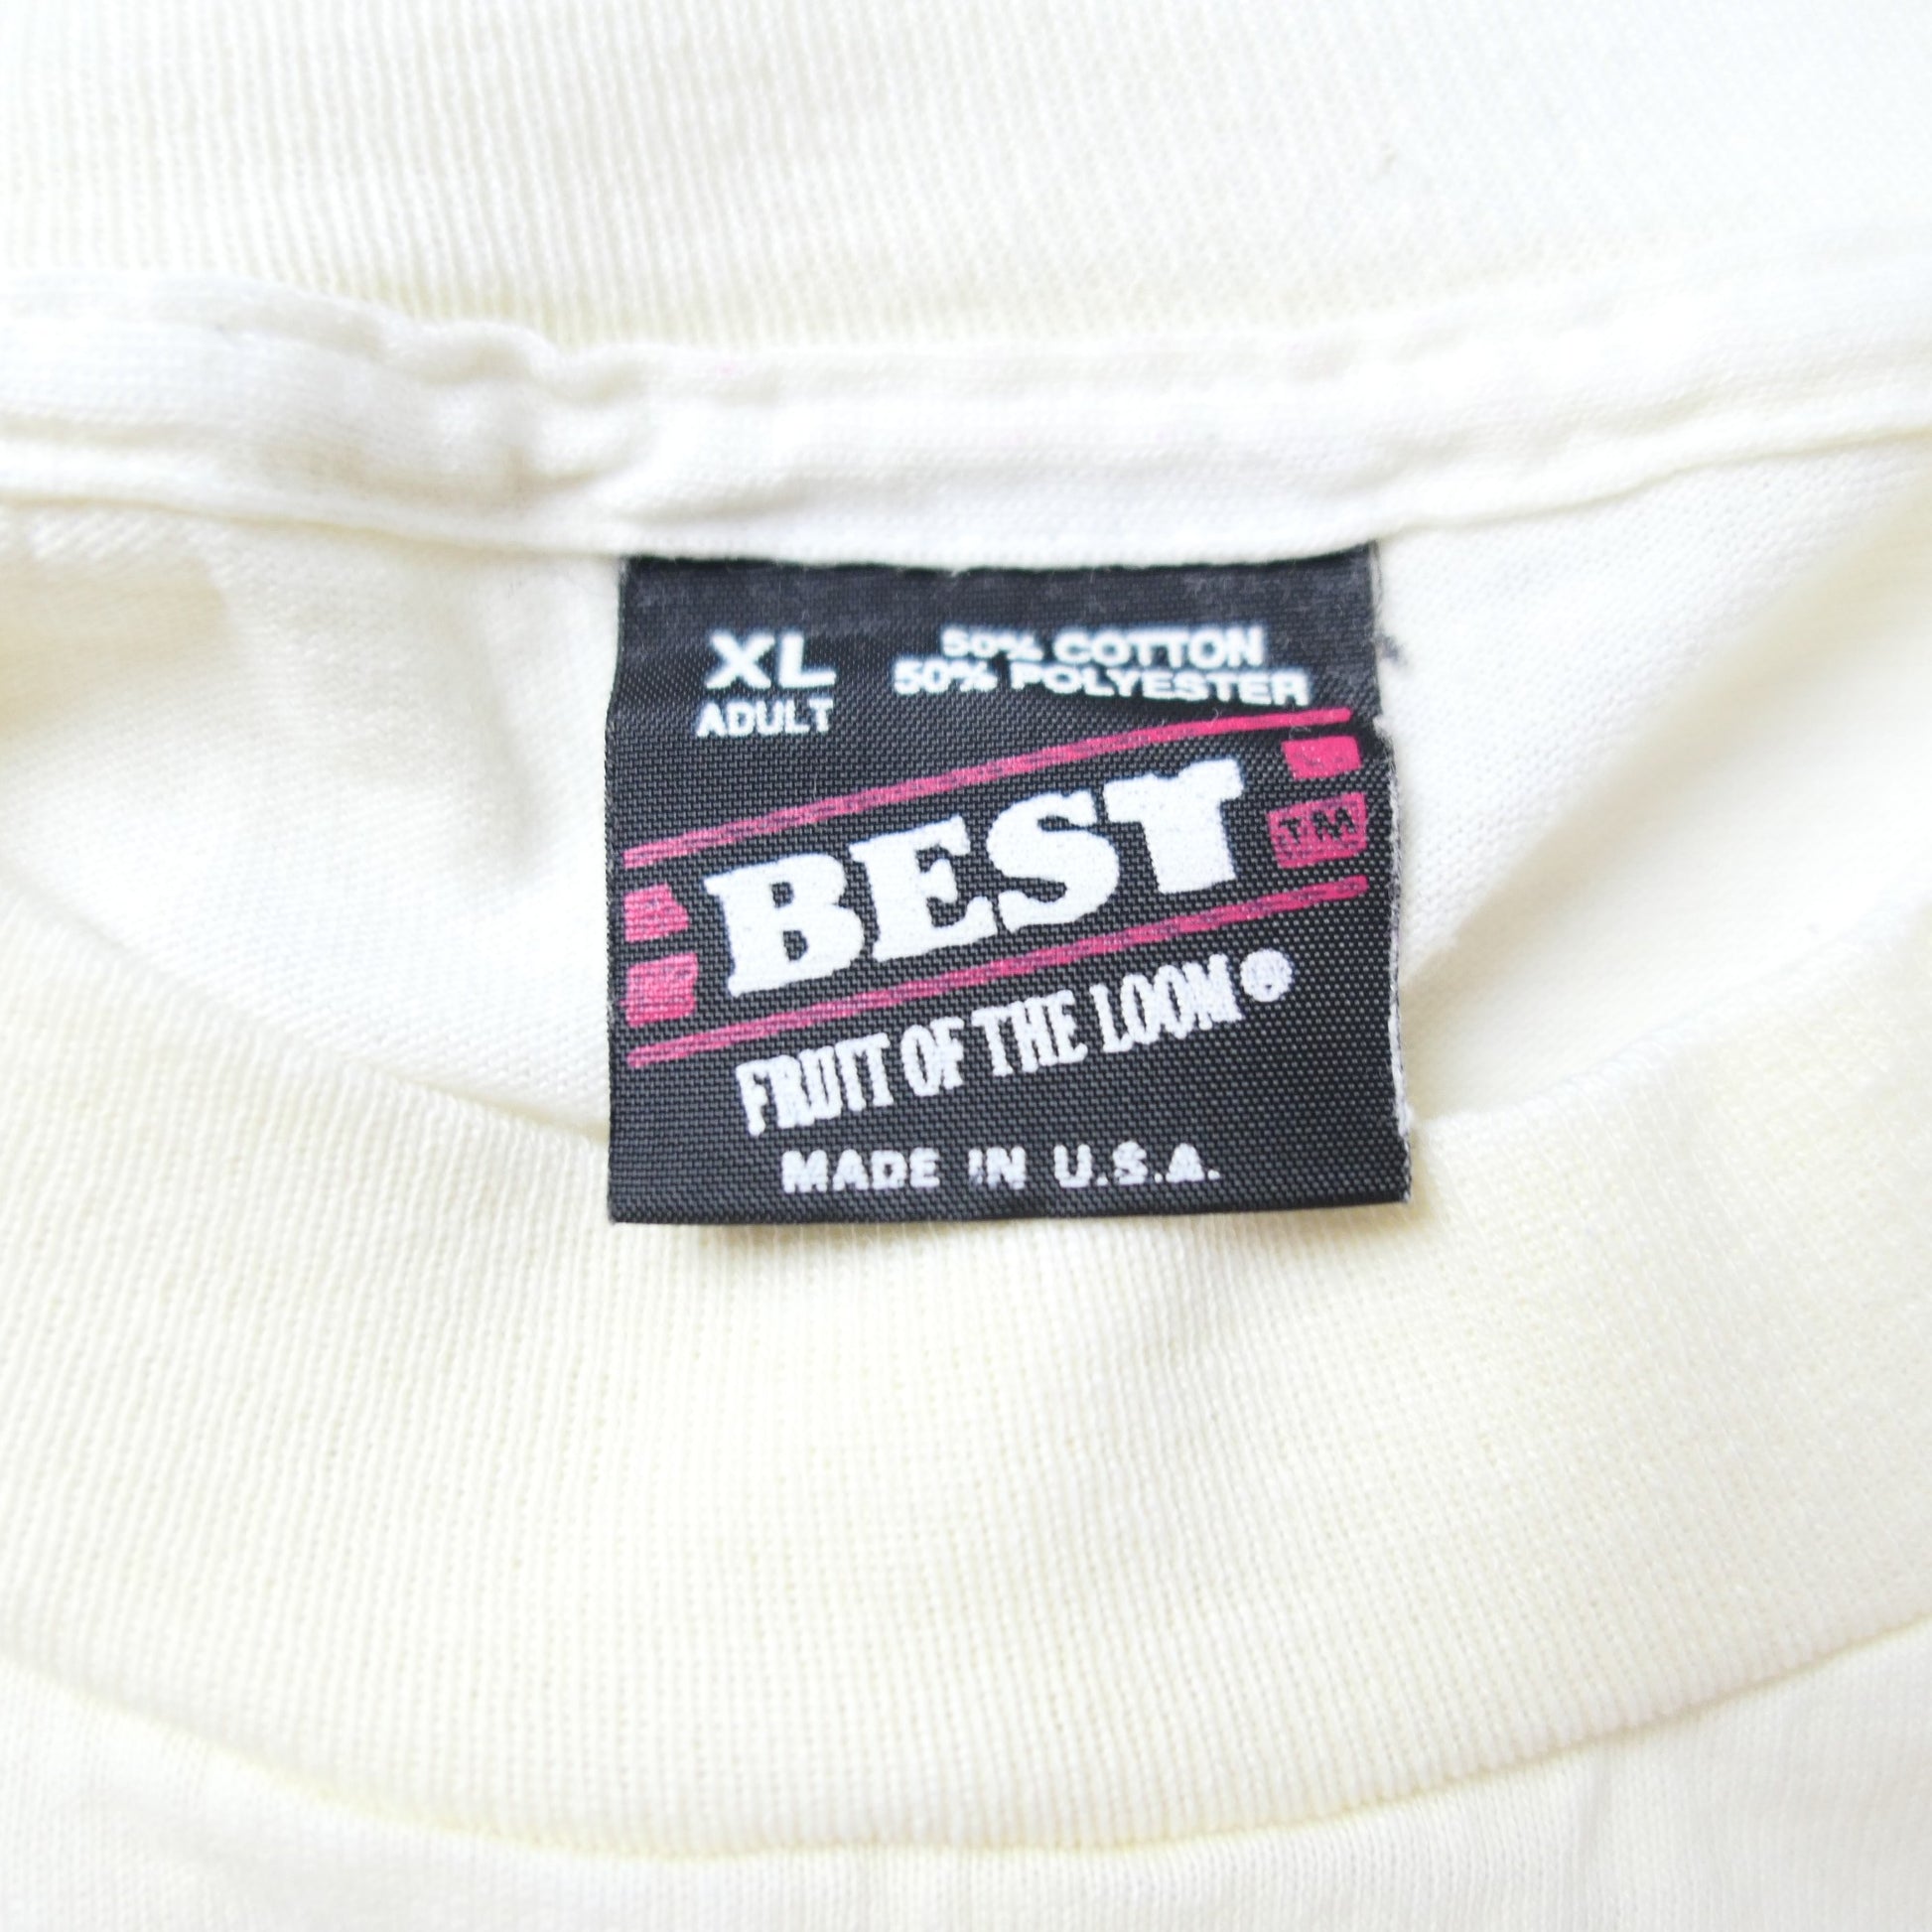 XL
ADULT
50% COTTON
50% POLYESTER
BEST
TM
FRUIT OF THE LOOM®
MADE IN U.S.A.